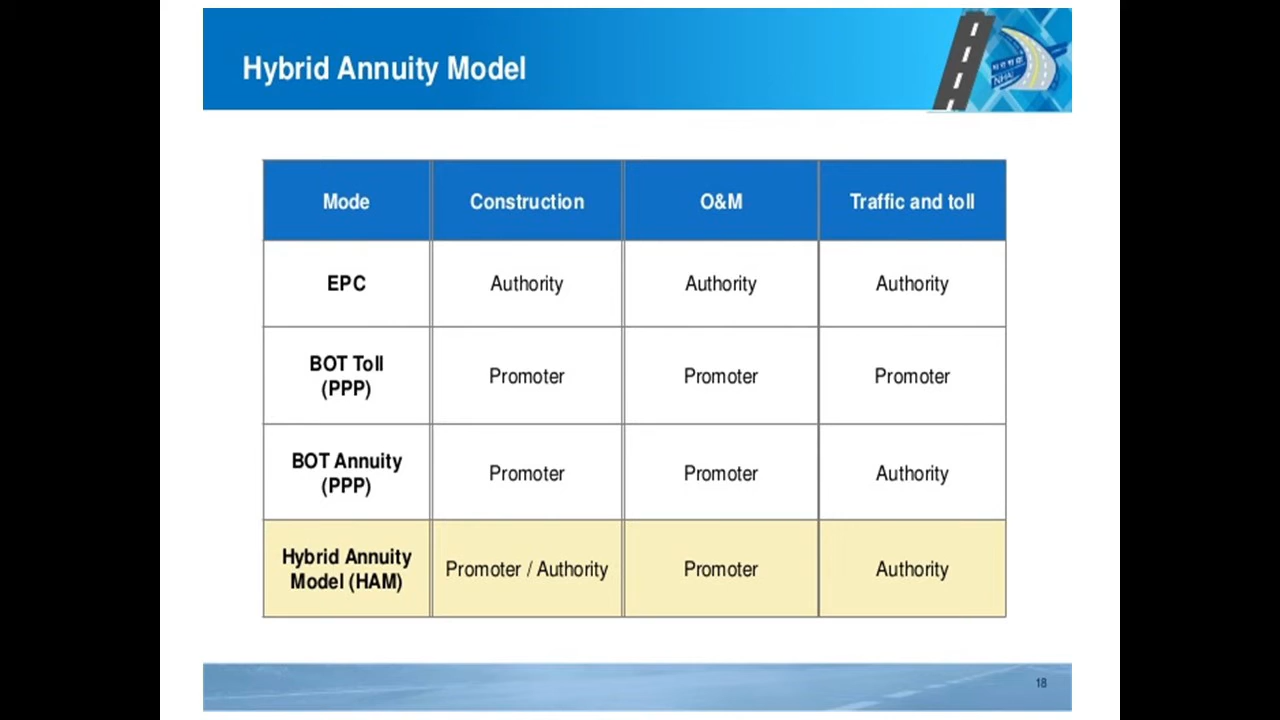 Hybrid Annuity Model
NHAI
Mode Construction O&M Traffic and toll
EPC Authority Authority Authority
BOT Toll
(PPP) Promoter Promoter Promoter
BOT Annuity
(PPP) Promoter Promoter Authority
Hybrid Annuity
Model (HAM) Promoter / Authority Promoter Authority
18